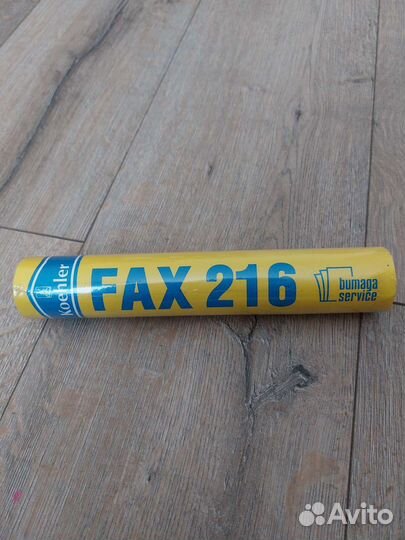 Koehler
FAX 216
bumaga
service
Avito